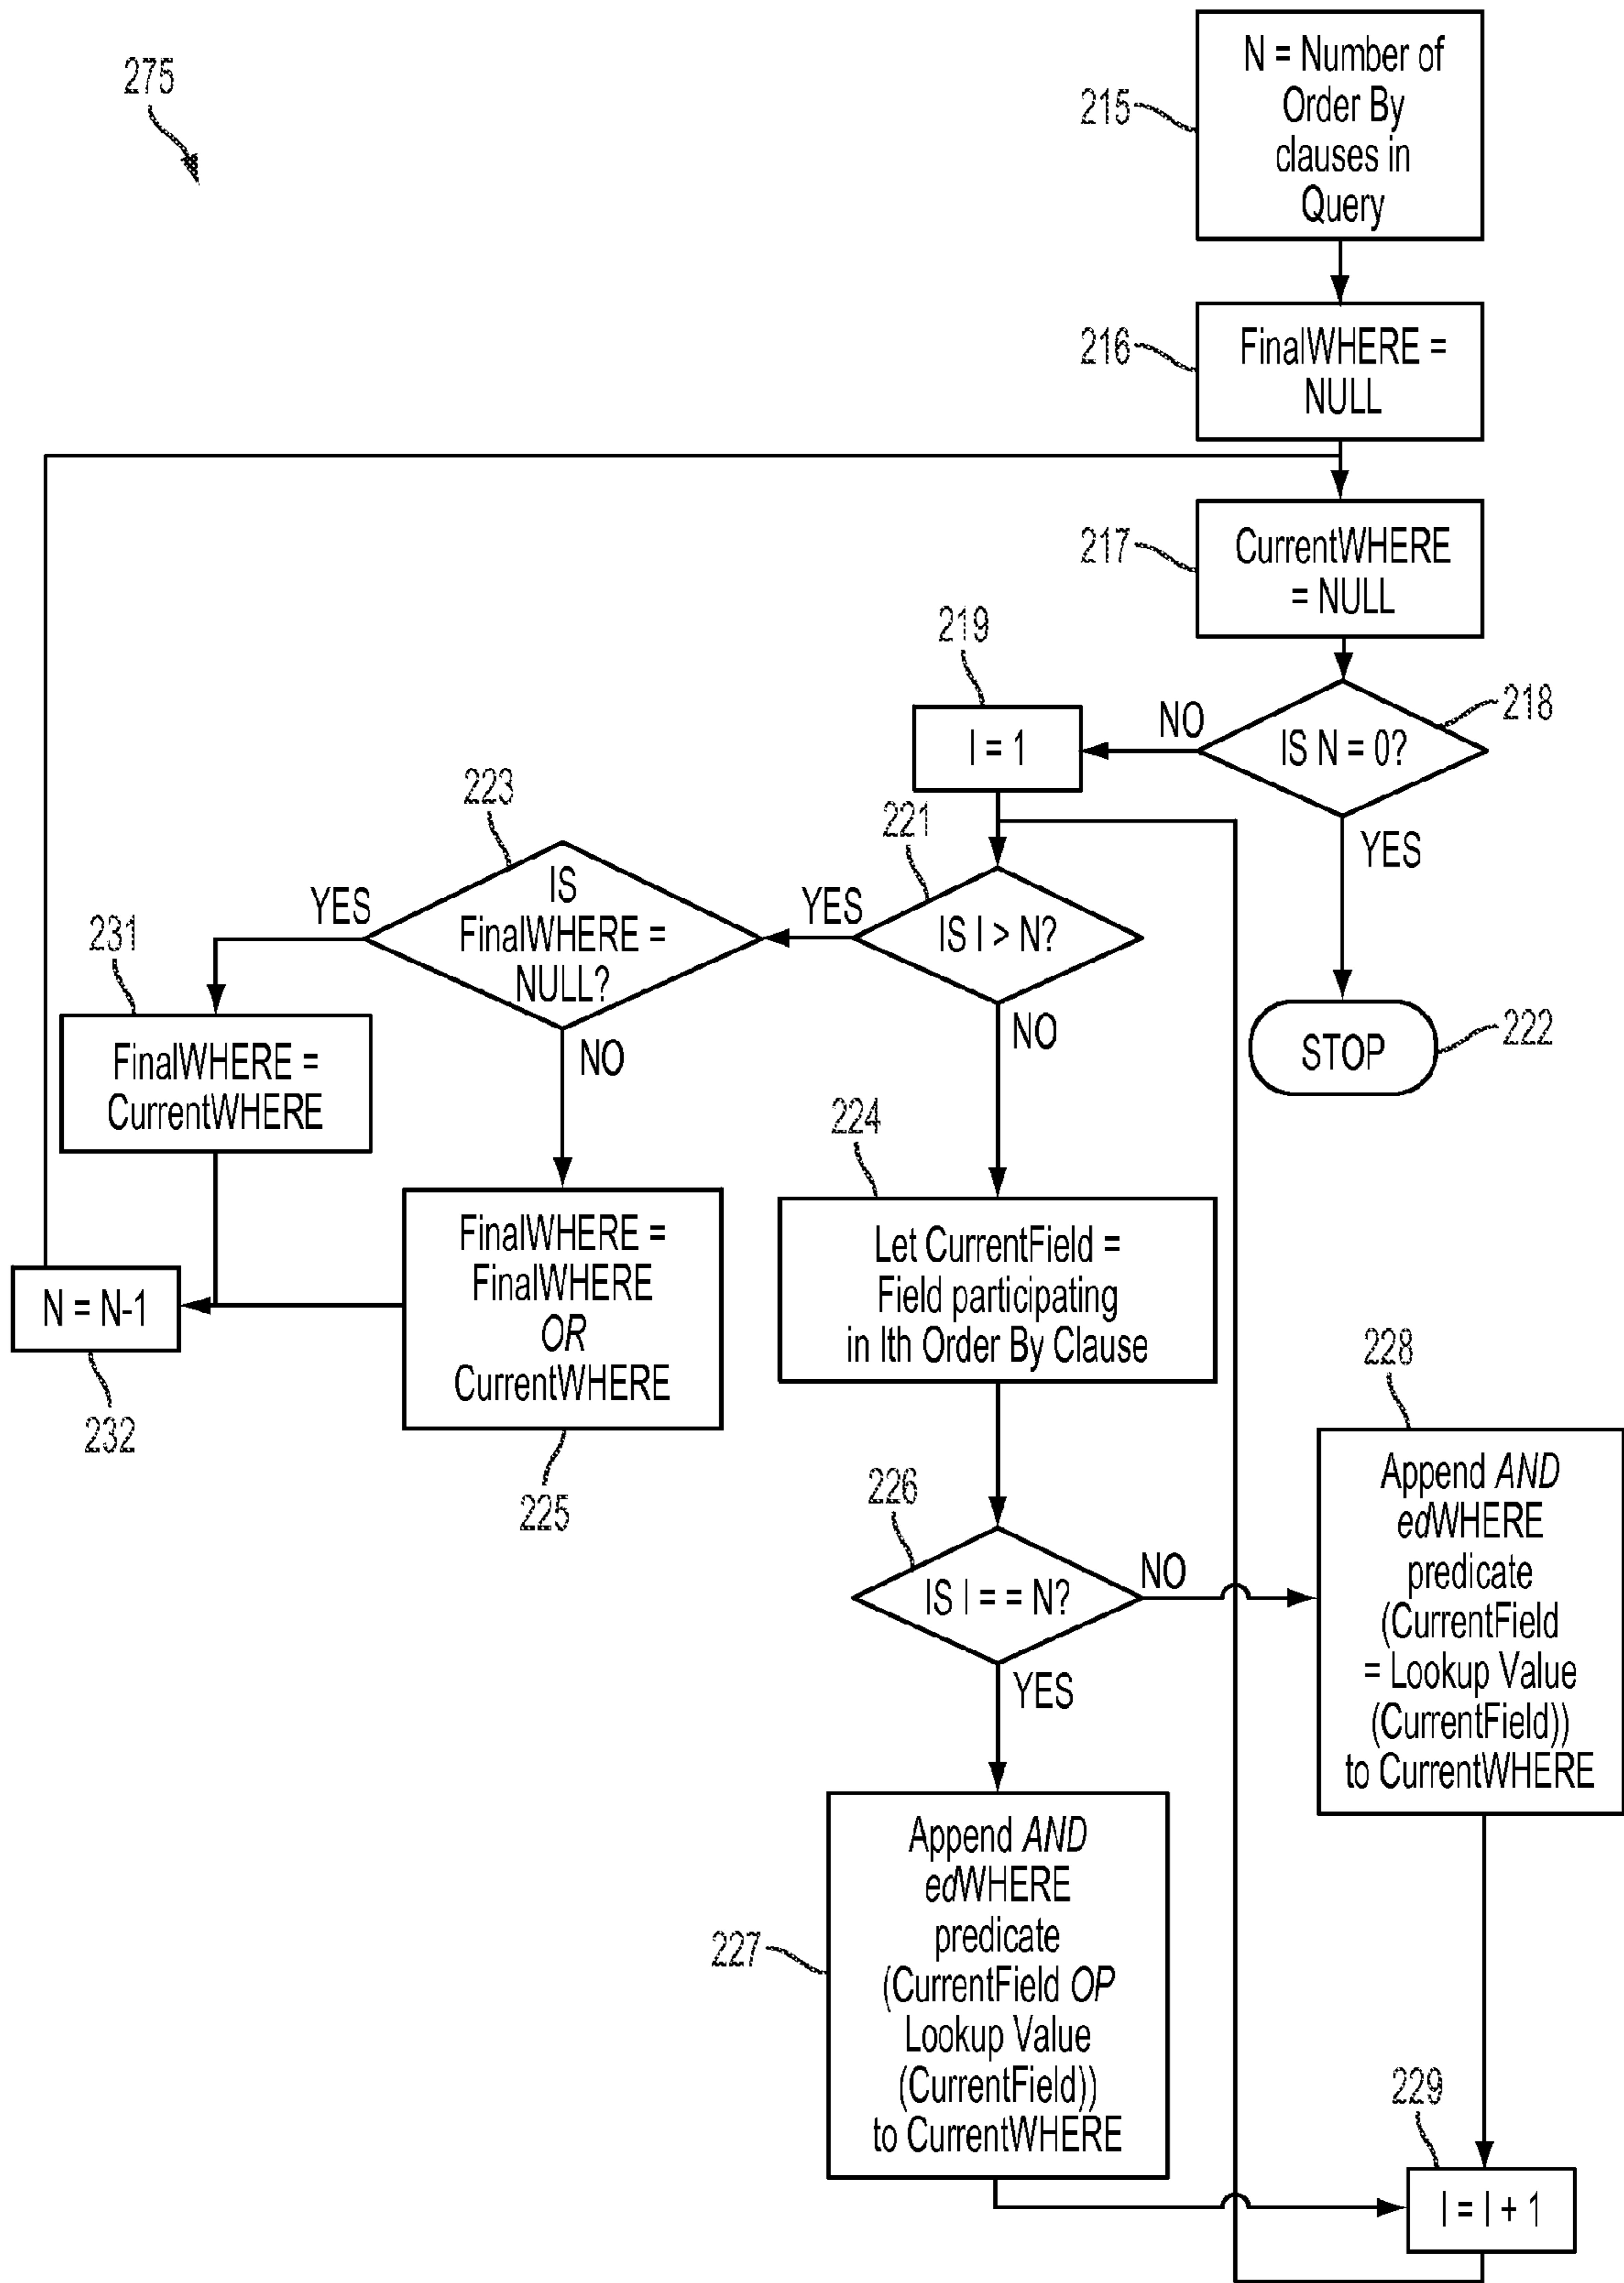 275
215
N = Number of
Order By
clauses in
Query
216
FinalWHERE =
NULL
217
CurrentWHERE
= NULL
219
I = 1
NO
IS N = 0?
218
YES
STOP
222
223
IS
FinalWHERE =
NULL?
YES
NO
221
IS I > N?
YES
NO
231
FinalWHERE =
CurrentWHERE
N = N-1
232
FinalWHERE =
FinalWHERE
OR
CurrentWHERE
225
224
Let CurrentField =
Field participating
in Ith Order By Clause
226
IS I = = N?
NO
YES
228
Append AND
edWHERE
predicate
(CurrentField
= Lookup Value
(CurrentField))
to CurrentWHERE
227
Append AND
edWHERE
predicate
(CurrentField OP
Lookup Value
(CurrentField))
to CurrentWHERE
229
I = I + 1